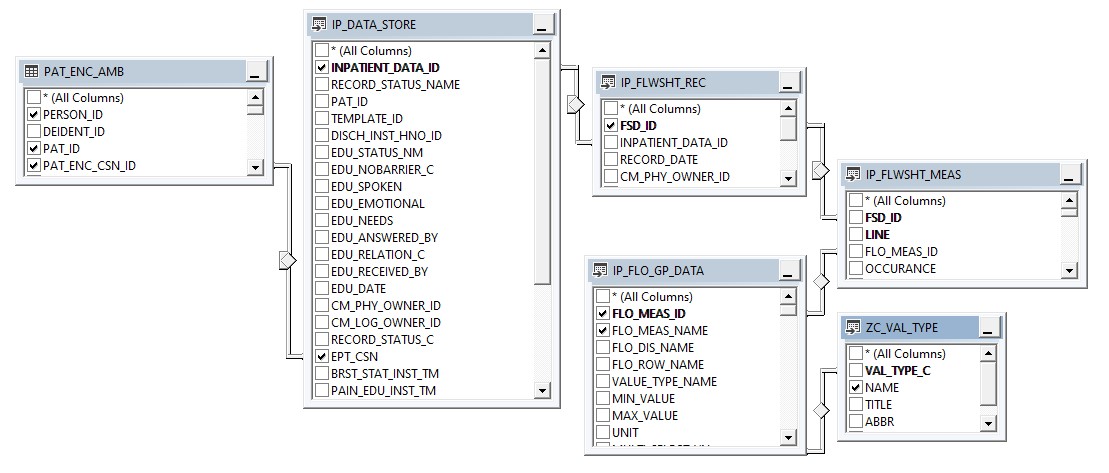 PAT_ENC_AMB
* (All Columns)
PERSON_ID
DEIDENT_ID
PAT_ID
PAT_ENC_CSN_ID
IP_DATA_STORE
* (All Columns)
INPATIENT_DATA_ID
RECORD_STATUS_NAME
PAT_ID
TEMPLATE_ID
DISCH_INST_HNO_ID
EDU_STATUS_NM
EDU_NOBARRIER_C
EDU_SPOKEN
EDU_EMOTIONAL
EDU_NEEDS
EDU_ANSWERED_BY
EDU_RELATION_C
EDU_RECEIVED_BY
EDU_DATE
CM_PHY_OWNER_ID
CM_LOG_OWNER_ID
RECORD_STATUS_C
EPT_CSN
BRST_STAT_INST_TM
PAIN_EDU_INST_TM
IP_FLWSHT_REC
* (All Columns)
FSD_ID
INPATIENT_DATA_ID
RECORD_DATE
CM_PHY_OWNER_ID
IP_FLWSHT_MEAS
* (All Columns)
FSD_ID
LINE
FLO_MEAS_ID
OCCURANCE
IP_FLO_GP_DATA
* (All Columns)
FLO_MEAS_ID
FLO_MEAS_NAME
FLO_DIS_NAME
FLO_ROW_NAME
VALUE_TYPE_NAME
MIN_VALUE
MAX_VALUE
UNIT
ZC_VAL_TYPE
* (All Columns)
VAL_TYPE_C
NAME
TITLE
ABBR